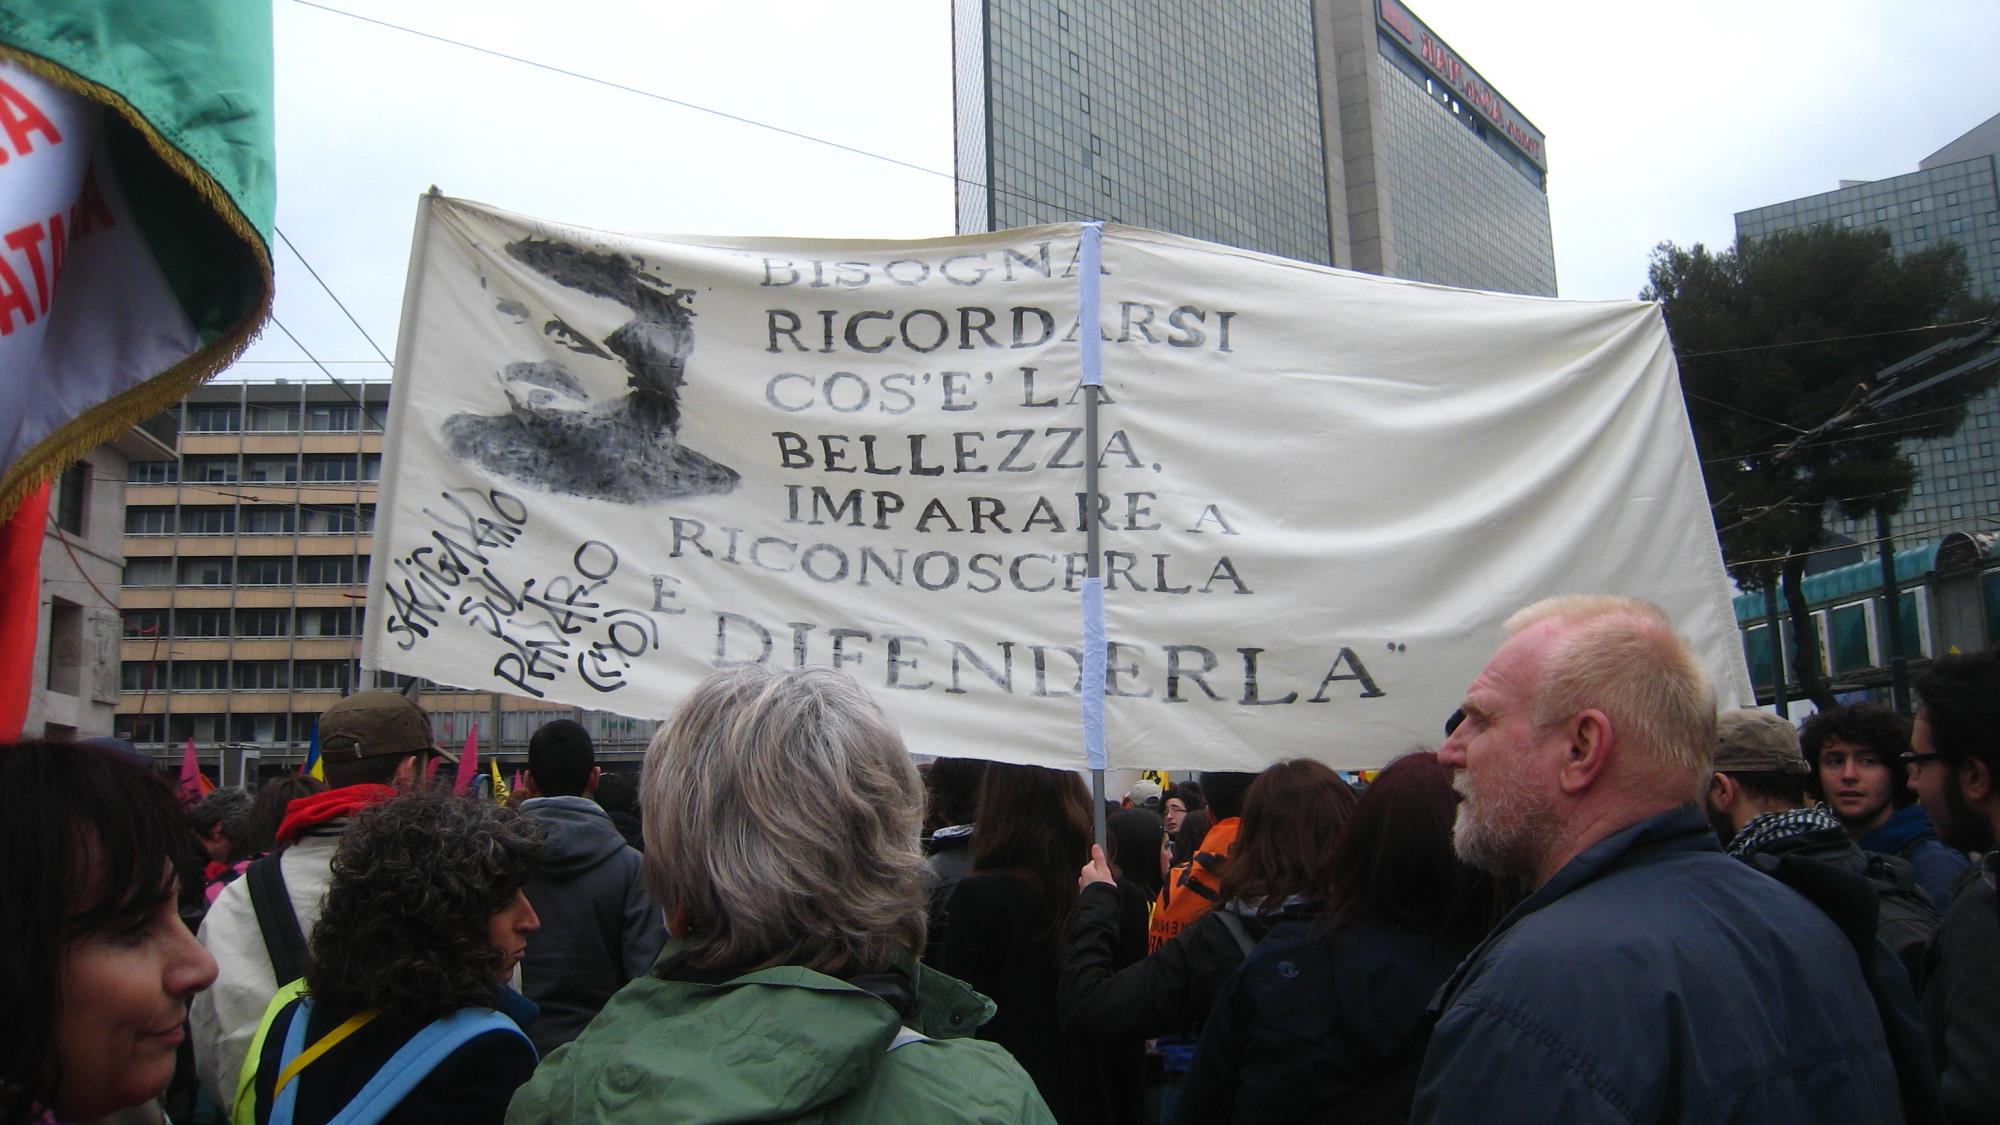 "BISOGNA
RICORDARSI
COS'E' LA
BELLEZZA,
IMPARARE A
RICONOSCERLA
E
DIFENDERLA"
SAVIGNANO
SUL
PANARO
(MO)